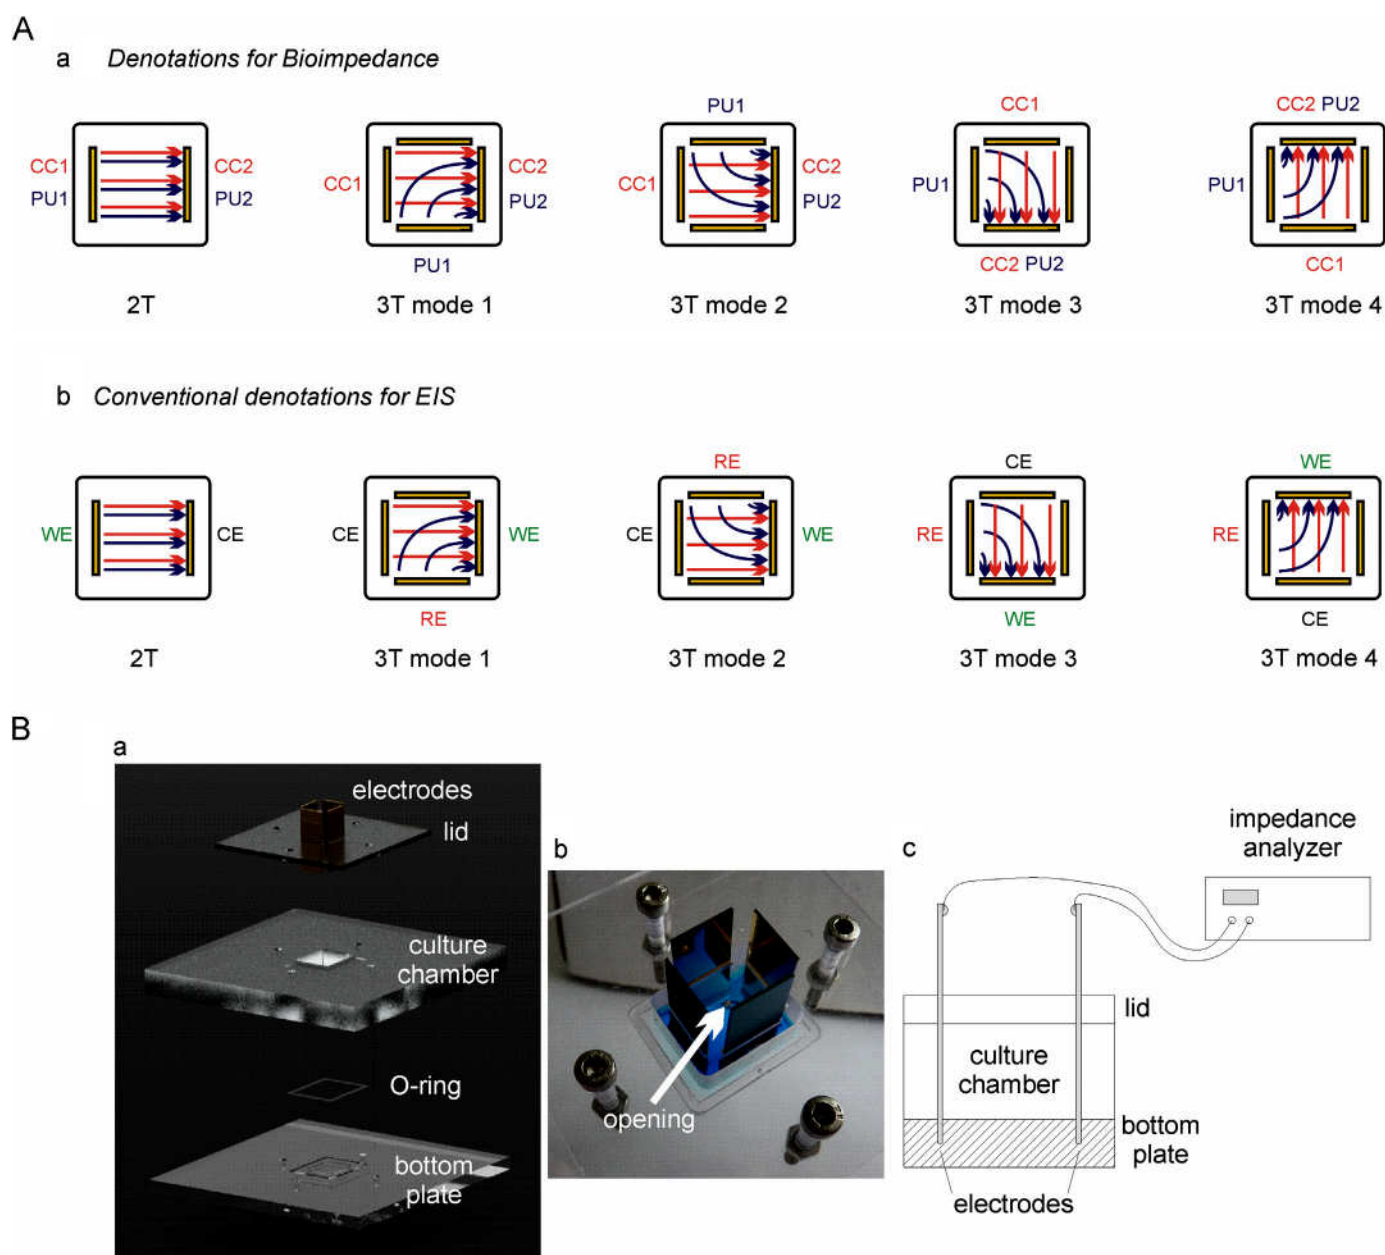 A
a Denotations for Bioimpedance
PU1 CC1 CC2 PU2
CC1 CC2 CC1 CC2 CC1 CC2 PU1 PU1
PU1 PU2 PU2 PU2
PU1 CC2 PU2 CC1
2T 3T mode 1 3T mode 2 3T mode 3 3T mode 4
b Conventional denotations for EIS
RE CE WE
WE CE CE WE CE WE RE RE
RE WE CE
2T 3T mode 1 3T mode 2 3T mode 3 3T mode 4
B
a
electrodes
lid
culture
chamber
O-ring
bottom
plate
b
opening
c
impedance
analyzer
lid
culture
chamber
bottom
plate
electrodes